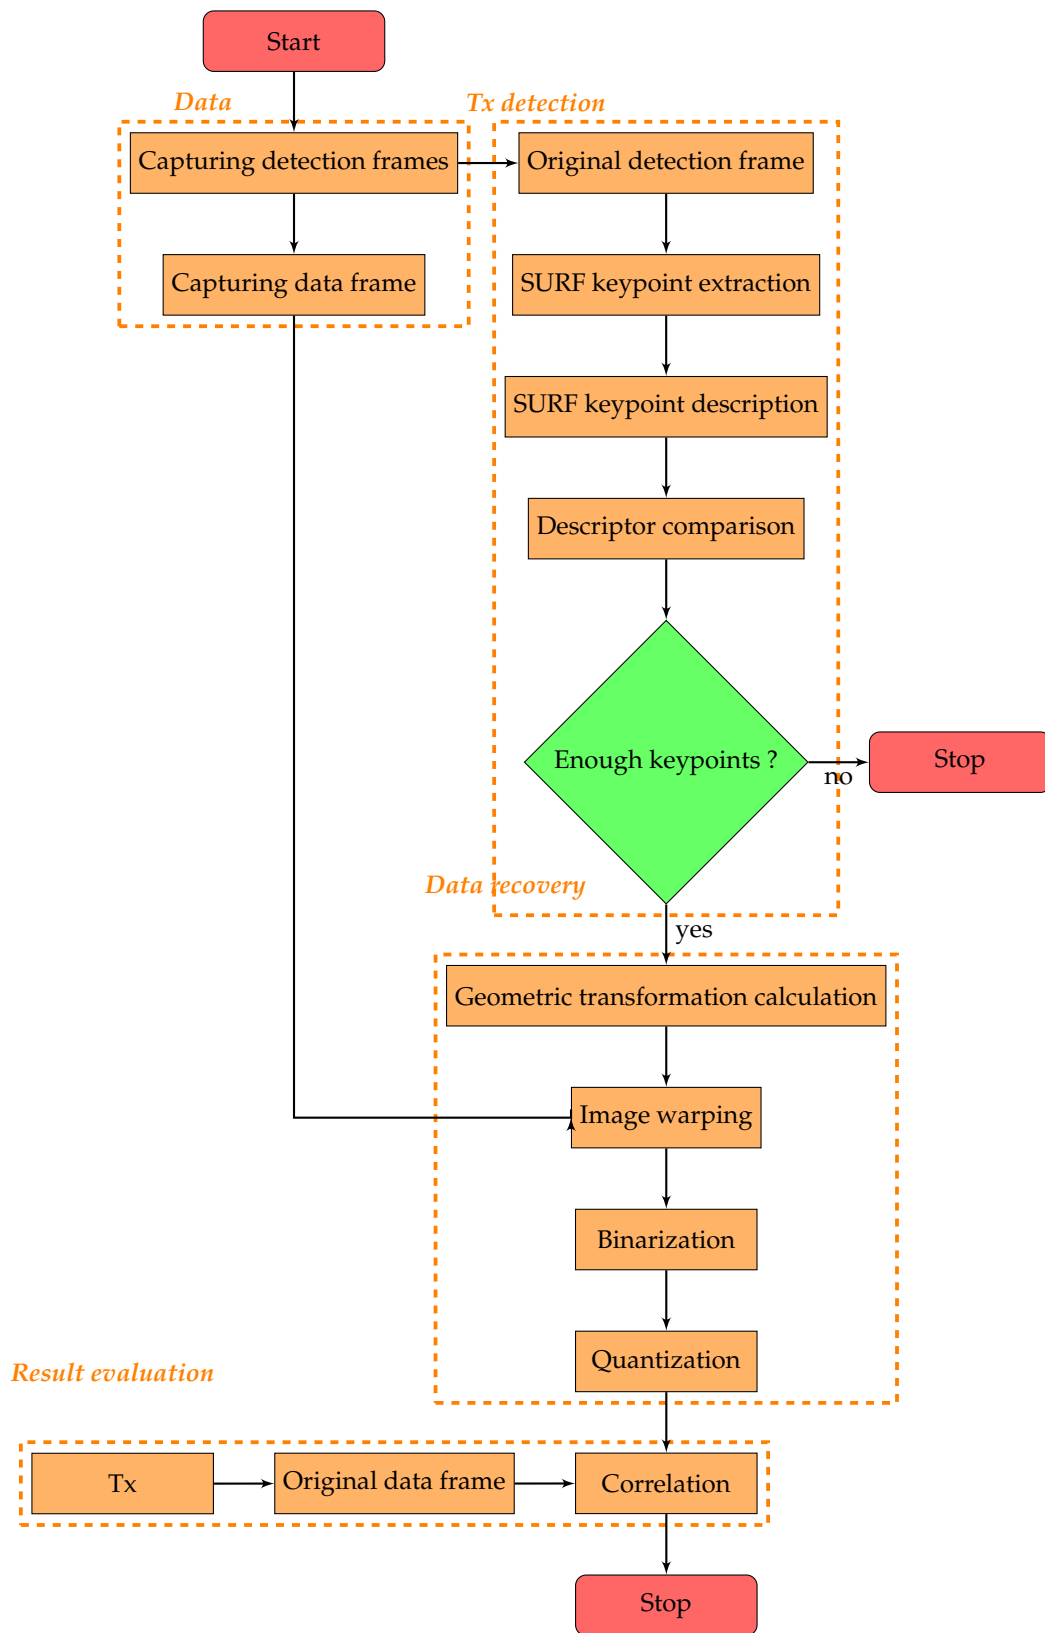 Start
Data
Tx detection
Capturing detection frames
Original detection frame
Capturing data frame
SURF keypoint extraction
SURF keypoint description
Descriptor comparison
Enough keypoints ?
no
Stop
Data recovery
yes
Geometric transformation calculation
Image warping
Binarization
Quantization
Result evaluation
Tx
Original data frame
Correlation
Stop